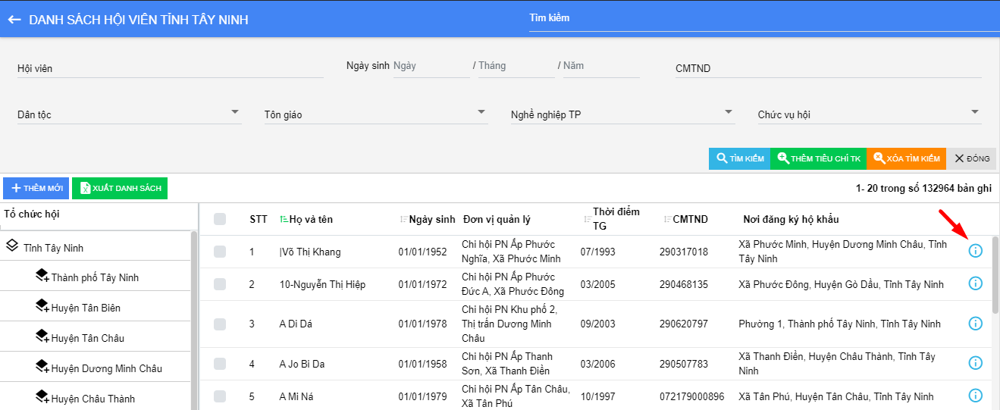 DANH SÁCH HỘI VIÊN TỈNH TÂY NINH
Tìm kiếm
Hội viên
Ngày sinh Ngày / Tháng / Năm
CMTND
Dân tộc
Tôn giáo
Nghề nghiệp TP
Chức vụ hội
TÌM KIẾM
THÊM TIÊU CHÍ TK
XÓA TÌM KIẾM
ĐÓNG
THÊM MỚI
XUẤT DANH SÁCH
1- 20 trong số 132964 bản ghi
Tổ chức hội
Tỉnh Tây Ninh
Thành phố Tây Ninh
Huyện Tân Biên
Huyện Tân Châu
Huyện Dương Minh Châu
Huyện Châu Thành
STT
Họ và tên
Ngày sinh
Đơn vị quản lý
Thời điểm
TG
CMTND
Nơi đăng ký hộ khẩu
1
|Võ Thị Khang
01/01/1952
Chi hội PN Ấp Phước
Nghĩa, Xã Phước Minh
07/1993
290317018
Xã Phước Minh, Huyện Dương Minh Châu, Tỉnh
Tây Ninh
2
10-Nguyễn Thị Hiệp
01/01/1972
Chi hội PN Ấp Phước
Đức A, Xã Phước Đông
03/2005
290468135
Xã Phước Đông, Huyện Gò Dầu, Tỉnh Tây Ninh
3
A Di Dá
01/01/1978
Chi hội PN Khu phố 2,
Thị trấn Dương Minh
Châu
09/2003
290620797
Phường 1, Thành phố Tây Ninh, Tỉnh Tây Ninh
4
A Jo Bi Da
01/01/1958
Chi hội PN Ấp Thanh
Sơn, Xã Thanh Điền
03/2006
290507783
Xã Thanh Điền, Huyện Châu Thành, Tỉnh Tây
Ninh
5
A Mi Ná
01/01/1979
Chi hội PN Ấp Tân Châu,
Xã Tân Phú
10/1997
072179000896
Xã Tân Phú, Huyện Tân Châu, Tỉnh Tây Ninh